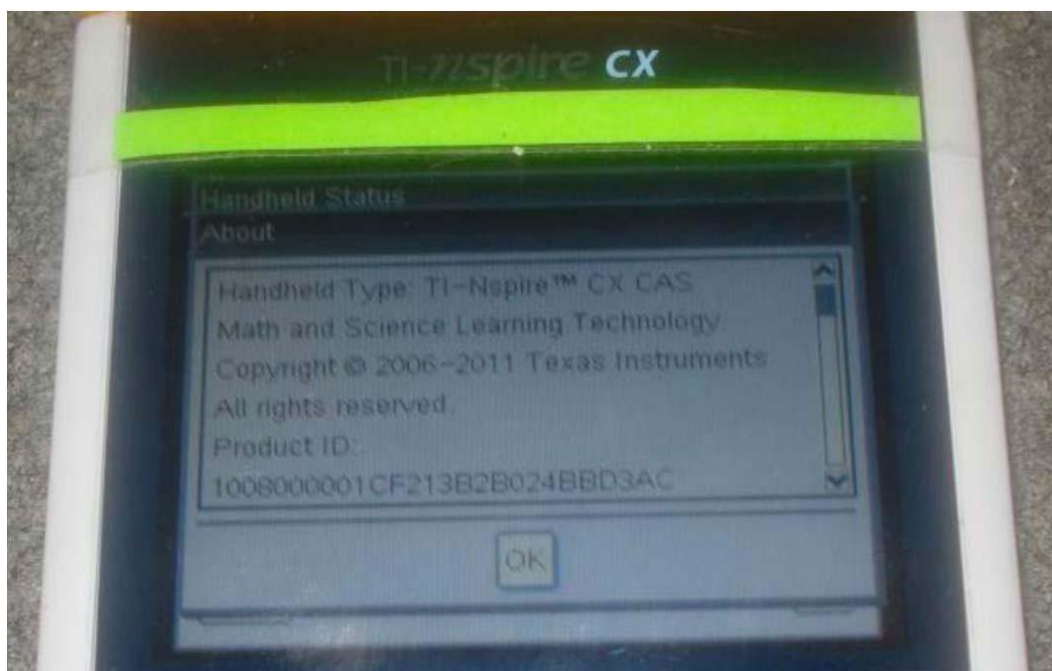 TI-nspire CX
Handheld Status
About
Handheld Type: TI-Nspire™ CX CAS
Math and Science Learning Technology
Copyright © 2006-2011 Texas Instruments
All rights reserved.
Product ID:
1008000001CF213B2B024BBD3AC
OK